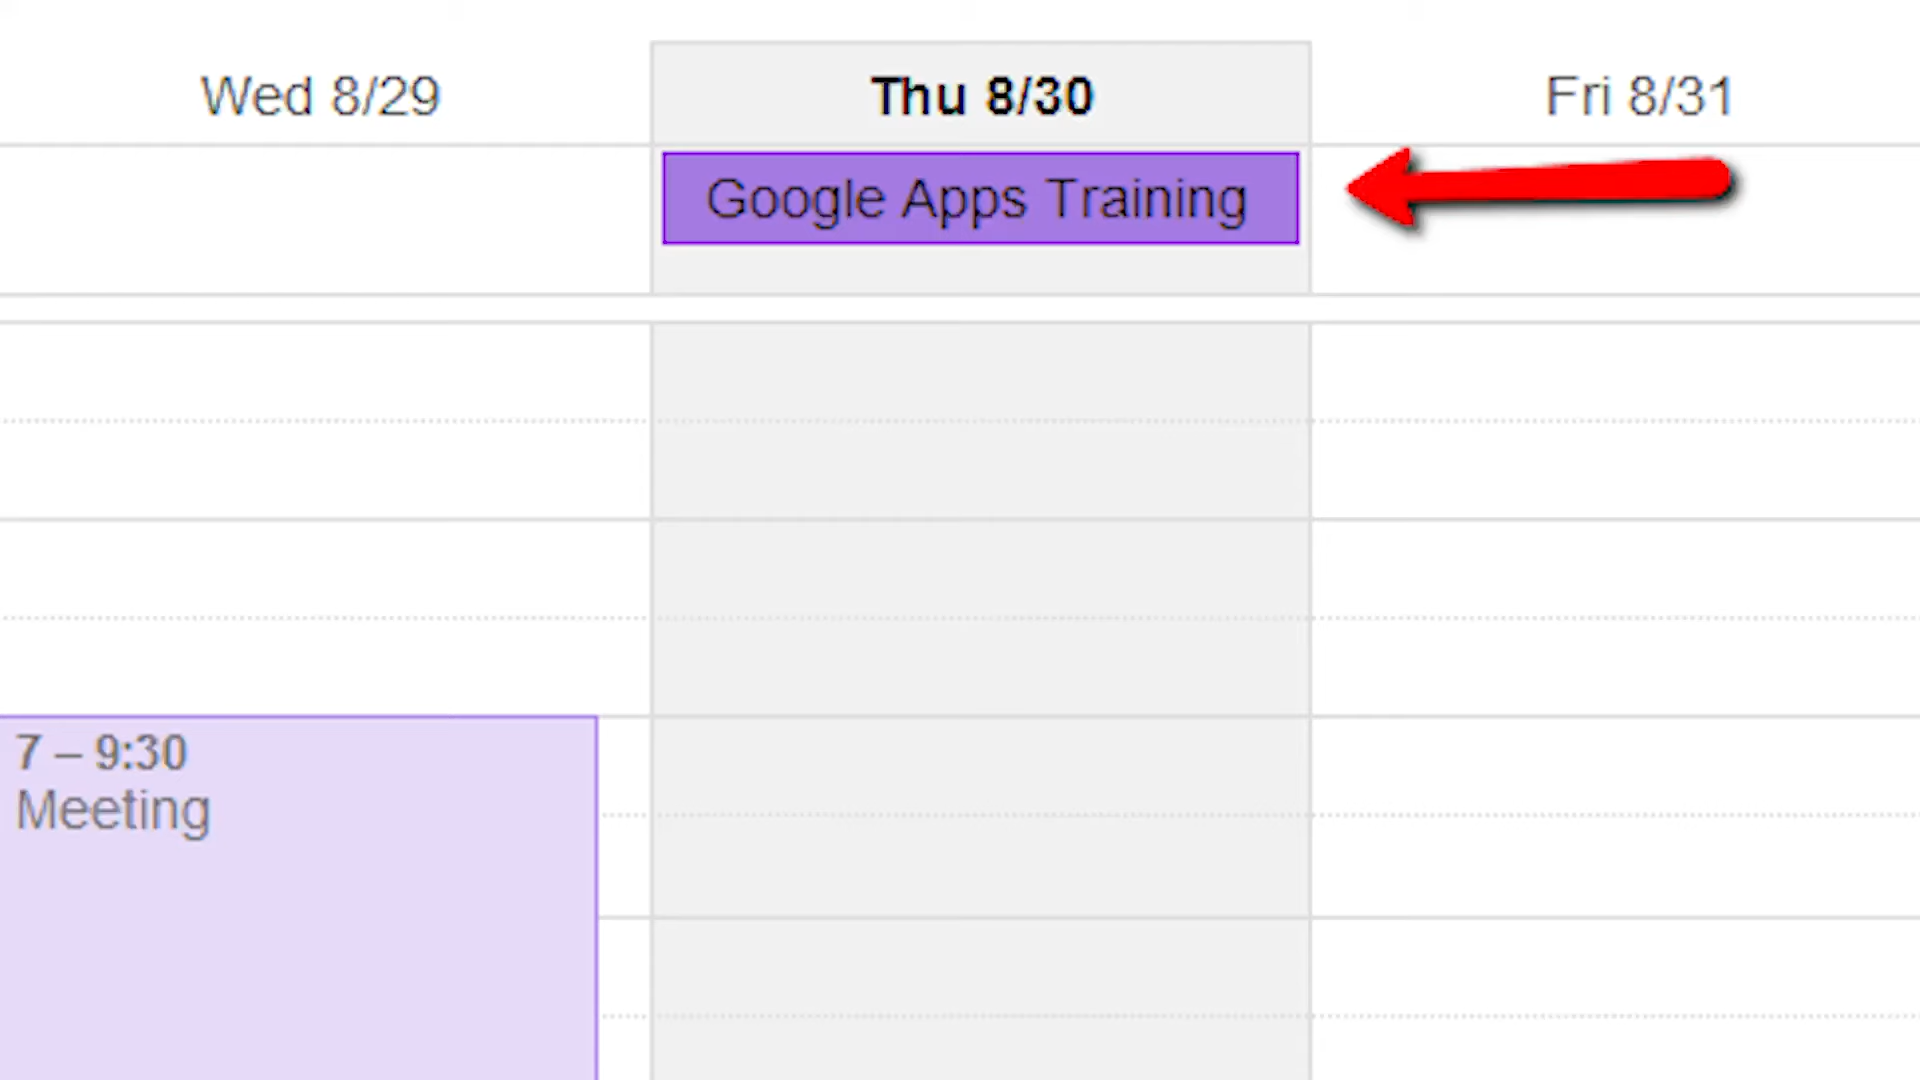 Wed 8/29
Thu 8/30
Fri 8/31
Google Apps Training
7 – 9:30
Meeting